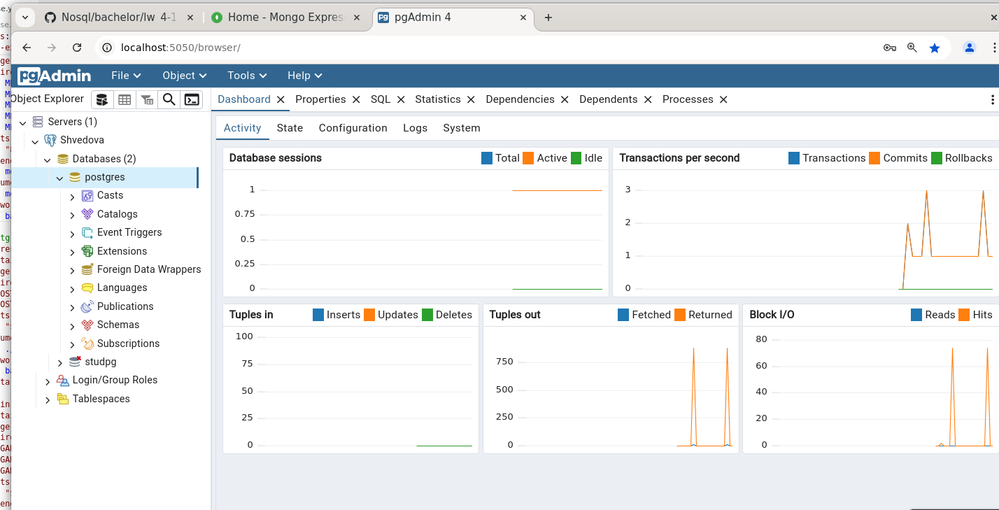 Nosql/bachelor/lw 4-1
Home - Mongo Expres
pgAdmin 4
localhost:5050/browser/
pgAdmin File Object Tools Help
Object Explorer
Dashboard Properties SQL Statistics Dependencies Dependents Processes
Servers (1)
Shvedova
Databases (2)
postgres
Casts
Catalogs
Event Triggers
Extensions
Foreign Data Wrappers
Languages
Publications
Schemas
Subscriptions
studpg
Login/Group Roles
Tablespaces
Activity State Configuration Logs System
Database sessions Total Active Idle
1
0.75
0.5
0.25
0
Transactions per second Transactions Commits Rollbacks
3
2
1
0
Tuples in Inserts Updates Deletes
100
75
50
25
0
Tuples out Fetched Returned
750
500
250
0
Block I/O Reads Hits
80
60
40
20
0